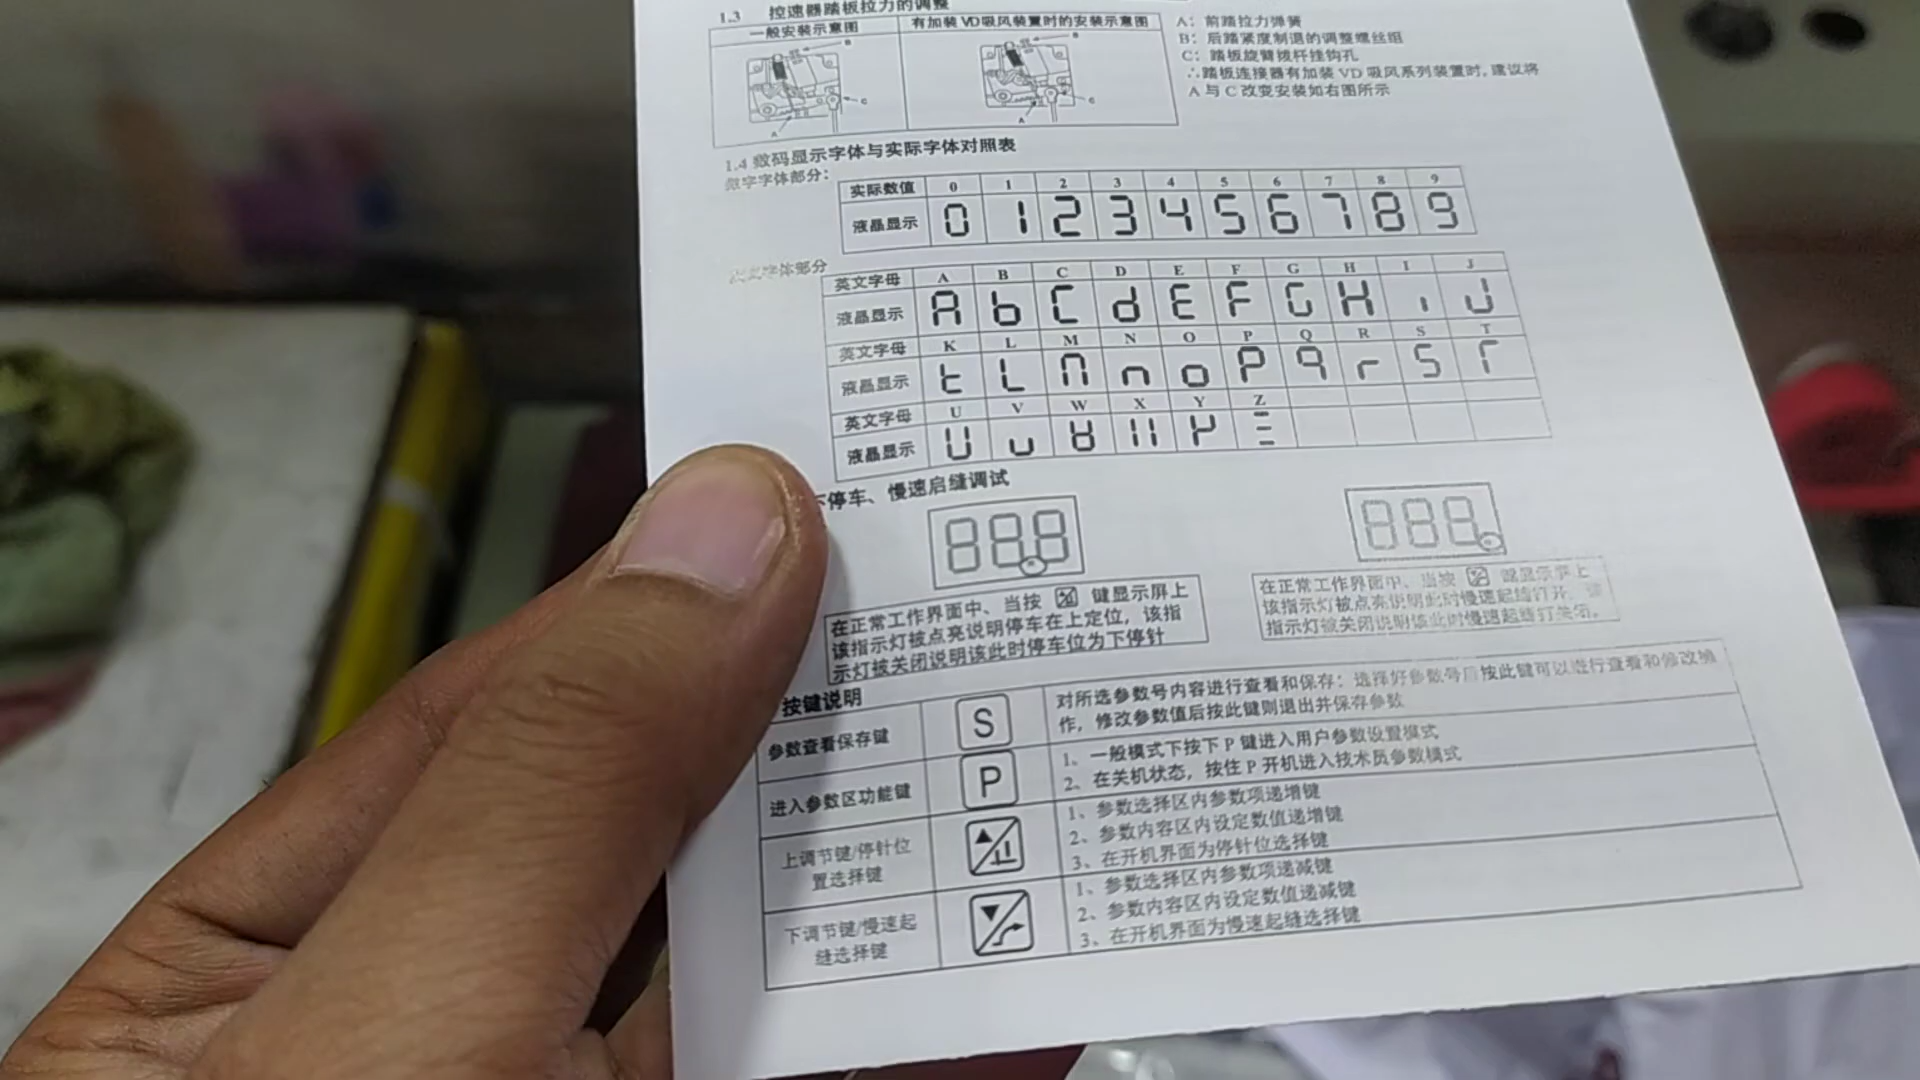 1.3 控速器踏板拉力的调整
一般安装示意图 有加装VD吸风装置时的安装示意图
B B
C C
A A
A：前踏拉力弹簧
B：后踏紧度制退的调整螺丝组
C：踏板旋臂拨杆挂钩孔
∴踏板连接器有加装 VD 吸风系列装置时，建议将
A 与 C 改变安装如右图所示
1.4 数码显示字体与实际字体对照表
数字字体部分：
实际数值 0 1 2 3 4 5 6 7 8 9
液晶显示 0 1 2 3 4 5 6 7 8 9
英文字体部分
英文字母 A B C D E F G H I J
液晶显示 A b C d E F G H i J
英文字母 K L M N O P Q R S T
液晶显示 t L n n o P q r S T
英文字母 U V W X Y Z
液晶显示 U u
下停车、慢速启缝调试
888 888.
在正常工作界面中、当按 键显示屏上
该指示灯被点亮说明停车在上定位，该指
示灯被关闭说明该此时停车位为下停针
在正常工作界面中、当按 键显示屏上
该指示灯被点亮说明此时慢速起缝打开，
指示灯被关闭说明该此时慢速起缝灯关闭。
按键说明
参数查看保存键 S 对所选参数号内容进行查看和保存：选择好参数号后按此键可以进行查看和修改操
作，修改参数值后按此键则退出并保存参数
进入参数区功能键 P 1、一般模式下按下 P 键进入用户参数设置模式
2、在关机状态，按住 P 开机进入技术员参数模式
上调节键/停针位
置选择键
1、参数选择区内参数项递增键
2、参数内容区内设定数值递增键
3、在开机界面为停针位选择键
下调节键/慢速起
缝选择键
1、参数选择区内参数项递减键
2、参数内容区内设定数值递减键
3、在开机界面为慢速起缝选择键